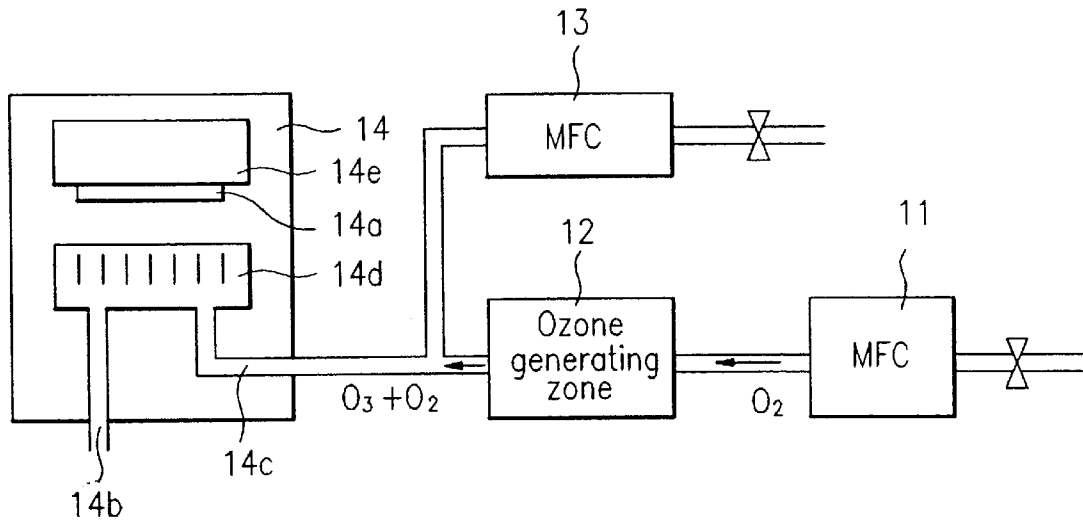 13
MFC
14
14e
14a
14d
12
Ozone
generating
zone
11
MFC
O₃ + O₂
O₂
14c
14b